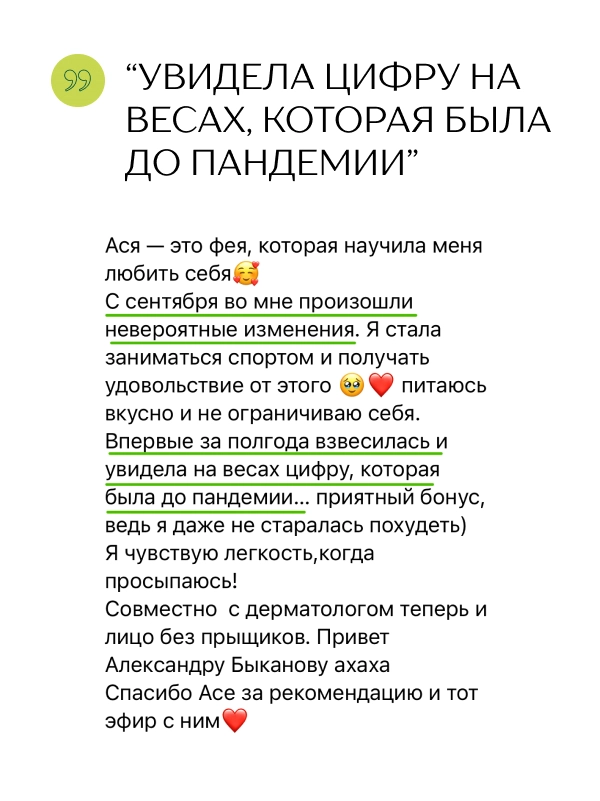 “УВИДЕЛА ЦИФРУ НА
ВЕСАХ, КОТОРАЯ БЫЛА
ДО ПАНДЕМИИ”
Ася — это фея, которая научила меня
любить себя🥰
С сентября во мне произошли
невероятные изменения. Я стала
заниматься спортом и получать
удовольствие от этого 🥹❤️ питаюсь
вкусно и не ограничиваю себя.
Впервые за полгода взвесилась и
увидела на весах цифру, которая
была до пандемии... приятный бонус,
ведь я даже не старалась похудеть)
Я чувствую легкость,когда
просыпаюсь!
Совместно  с дерматологом теперь и
лицо без прыщиков. Привет
Александру Быканову ахаха
Спасибо Асе за рекомендацию и тот
эфир с ним❤️